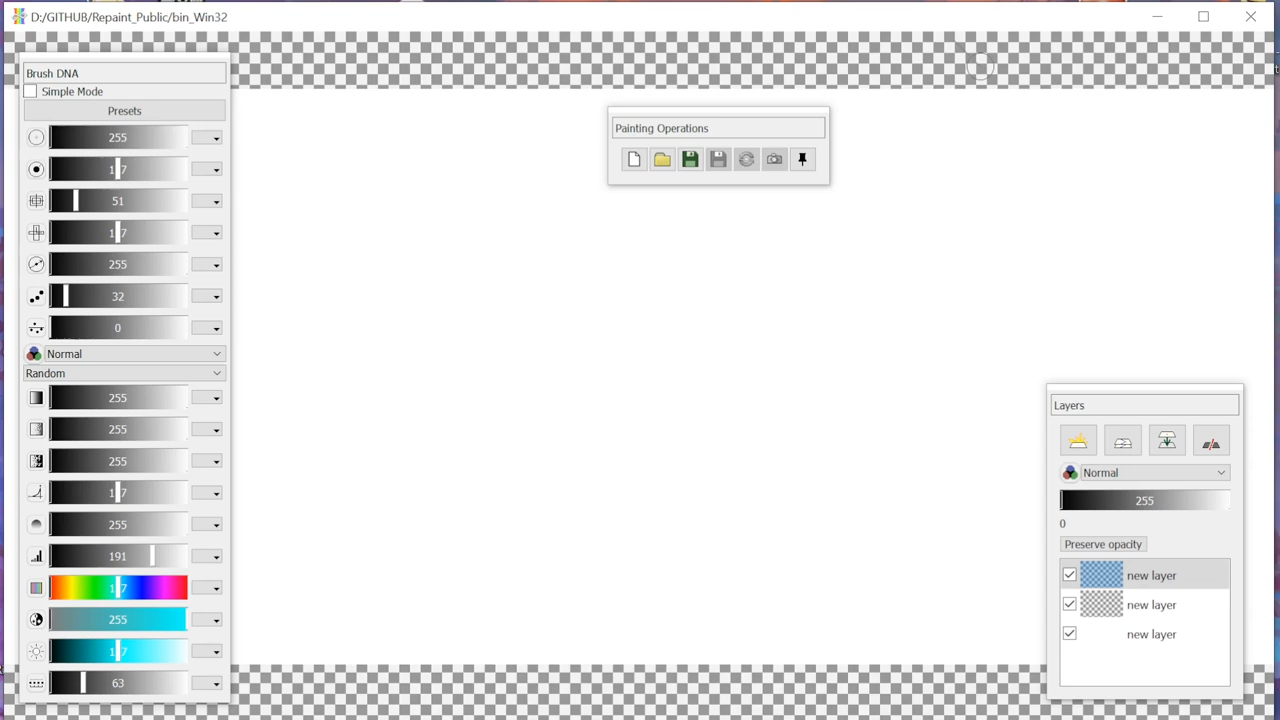 D:/GITHUB/Repaint_Public/bin_Win32
Brush DNA
Simple Mode
Presets
255
51
255
32
0
Normal
Random
255
255
255
255
191
255
63
Painting Operations
Layers
Normal
255
0
Preserve opacity
new layer
new layer
new layer